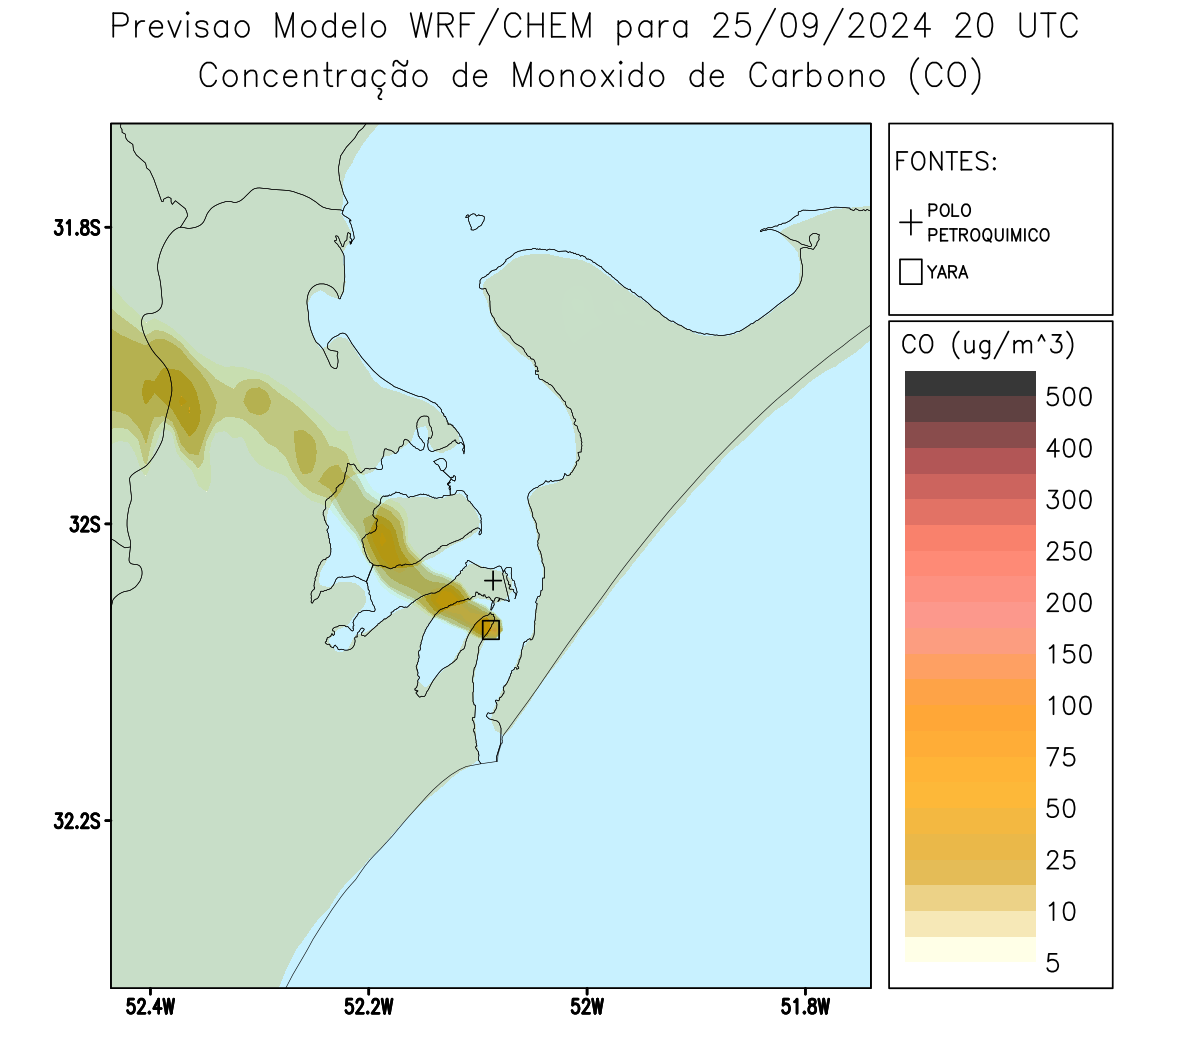 Previsao Modelo WRF/CHEM para 25/09/2024 20 UTC
Concentração de Monoxido de Carbono (CO)
FONTES:
POLO
PETROQUIMICO
YARA
CO (ug/m^3)
500
400
300
250
200
150
100
75
50
25
10
5
31.8S
32S
32.2S
52.4W
52.2W
52W
51.8W